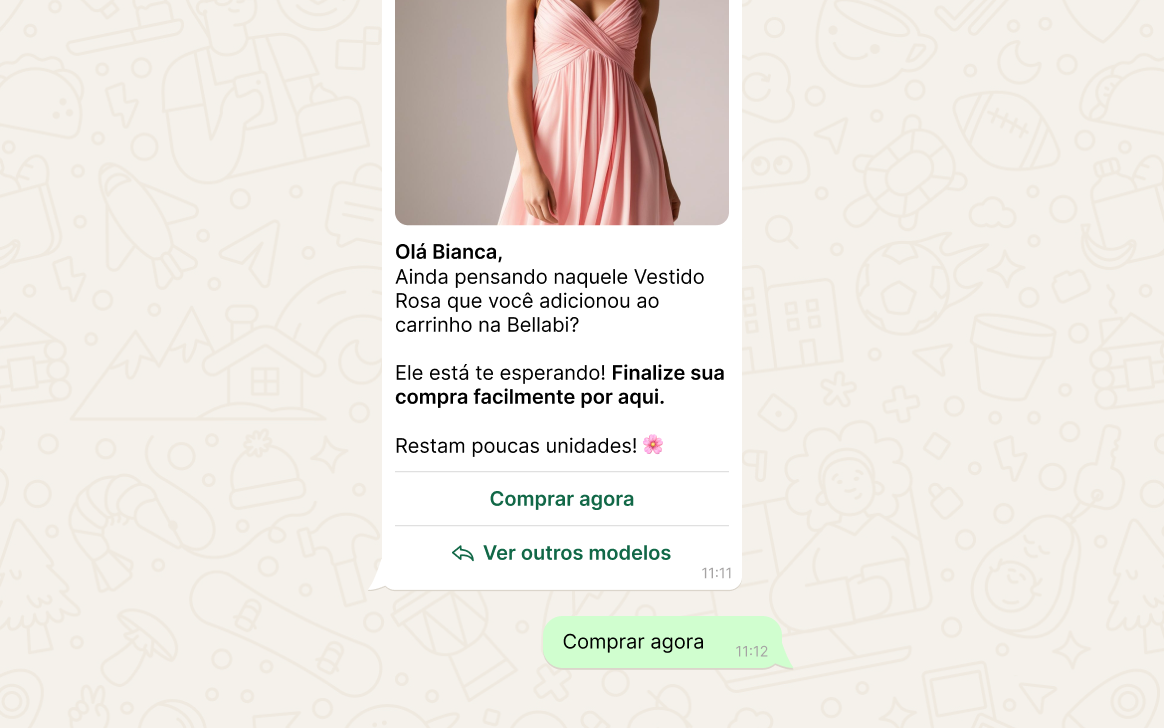 Olá Bianca,
Ainda pensando naquele Vestido
Rosa que você adicionou ao
carrinho na Bellabi?
Ele está te esperando! Finalize sua
compra facilmente por aqui.
Restam poucas unidades! 🌸
Comprar agora
Ver outros modelos
11:11
Comprar agora
11:12